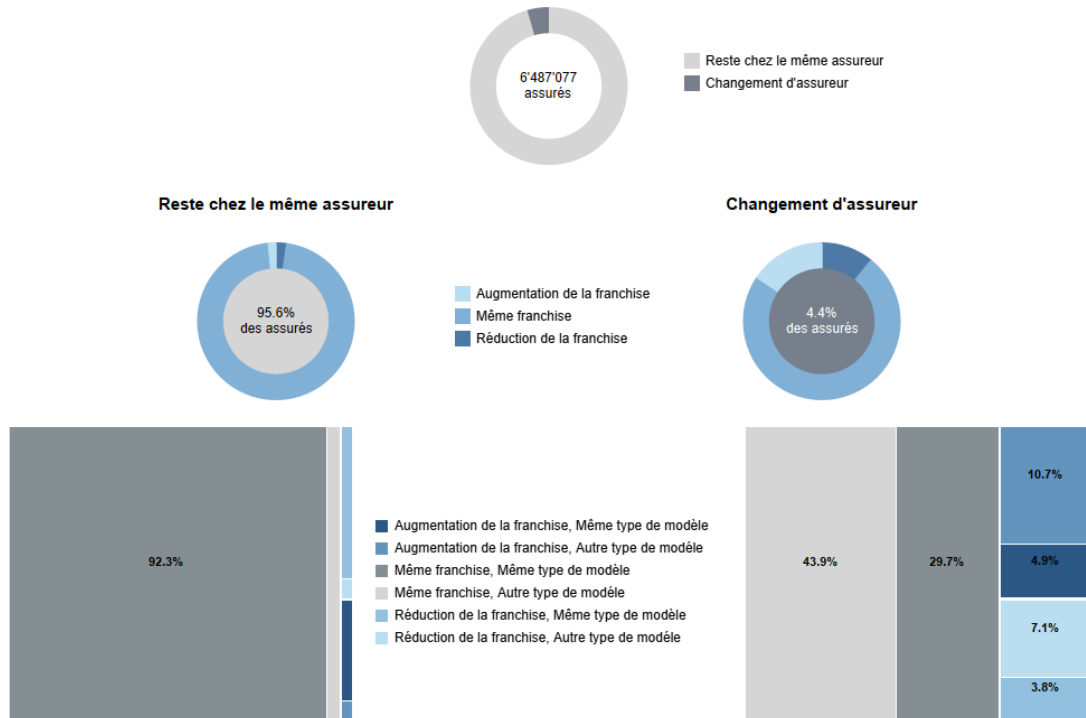 6'487'077
assurés
Reste chez le même assureur
Changement d'assureur
Reste chez le même assureur
Changement d'assureur
95.6%
des assurés
Augmentation de la franchise
Même franchise
Réduction de la franchise
4.4%
des assurés
92.3%
Augmentation de la franchise, Même type de modèle
Augmentation de la franchise, Autre type de modéle
Même franchise, Même type de modèle
Même franchise, Autre type de modéle
Réduction de la franchise, Même type de modèle
Réduction de la franchise, Autre type de modéle
43.9%
29.7%
10.7%
4.9%
7.1%
3.8%